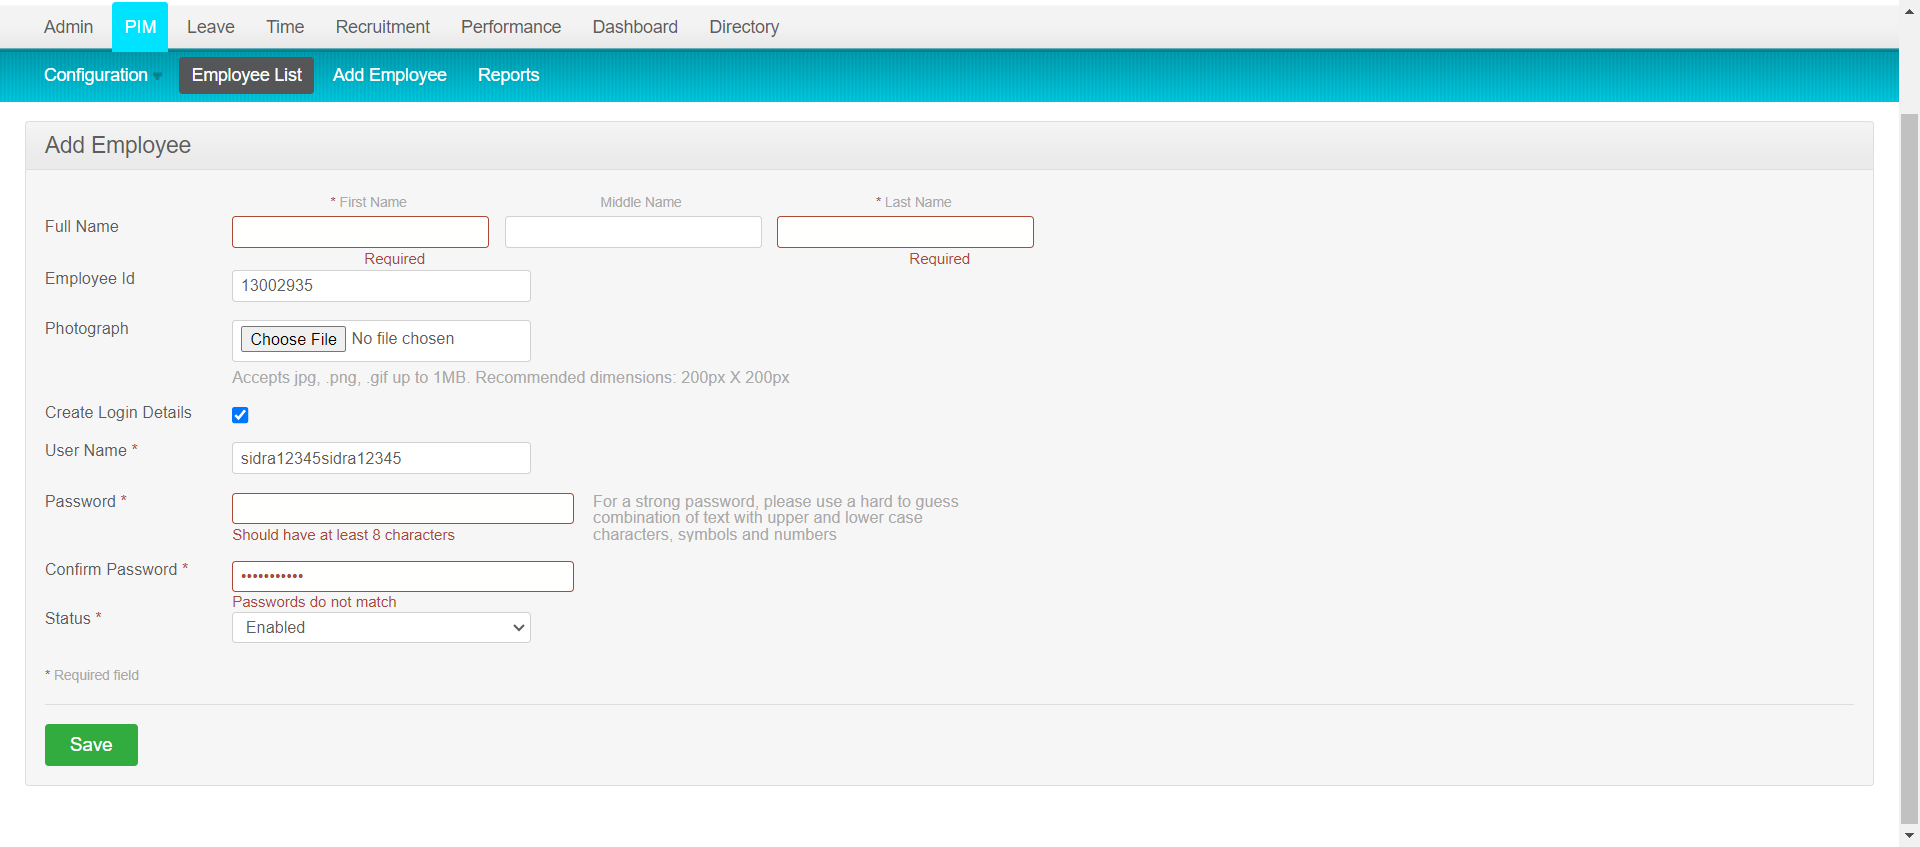 Admin PIM Leave Time Recruitment Performance Dashboard Directory
Configuration Employee List Add Employee Reports
Add Employee
* First Name Middle Name * Last Name
Full Name
Required Required
Employee Id 13002935
Photograph Choose File No file chosen
Accepts jpg, .png, .gif up to 1MB. Recommended dimensions: 200px X 200px
Create Login Details
User Name * sidra12345sidra12345
Password * For a strong password, please use a hard to guess
combination of text with upper and lower case
Should have at least 8 characters characters, symbols and numbers
Confirm Password * •••••••••••
Passwords do not match
Status * Enabled
* Required field
Save